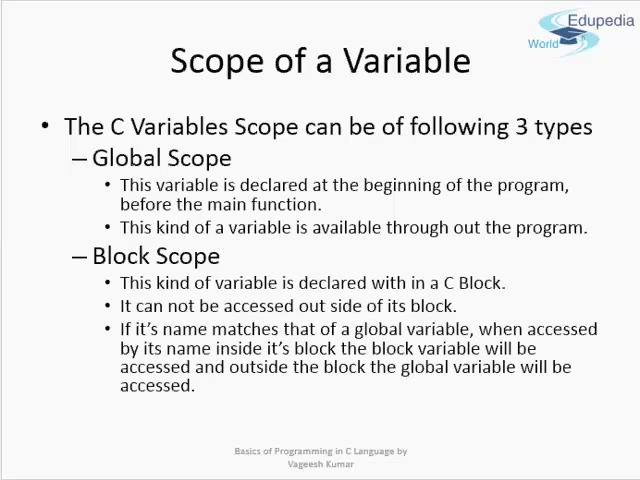 Edupedia
World
Scope of a Variable
• The C Variables Scope can be of following 3 types
– Global Scope
• This variable is declared at the beginning of the program,
before the main function.
• This kind of a variable is available through out the program.
– Block Scope
• This kind of variable is declared with in a C Block.
• It can not be accessed out side of its block.
• If it's name matches that of a global variable, when accessed
by its name inside it's block the block variable will be
accessed and outside the block the global variable will be
accessed.
Basics of Programming in C Language by
Vageesh Kumar